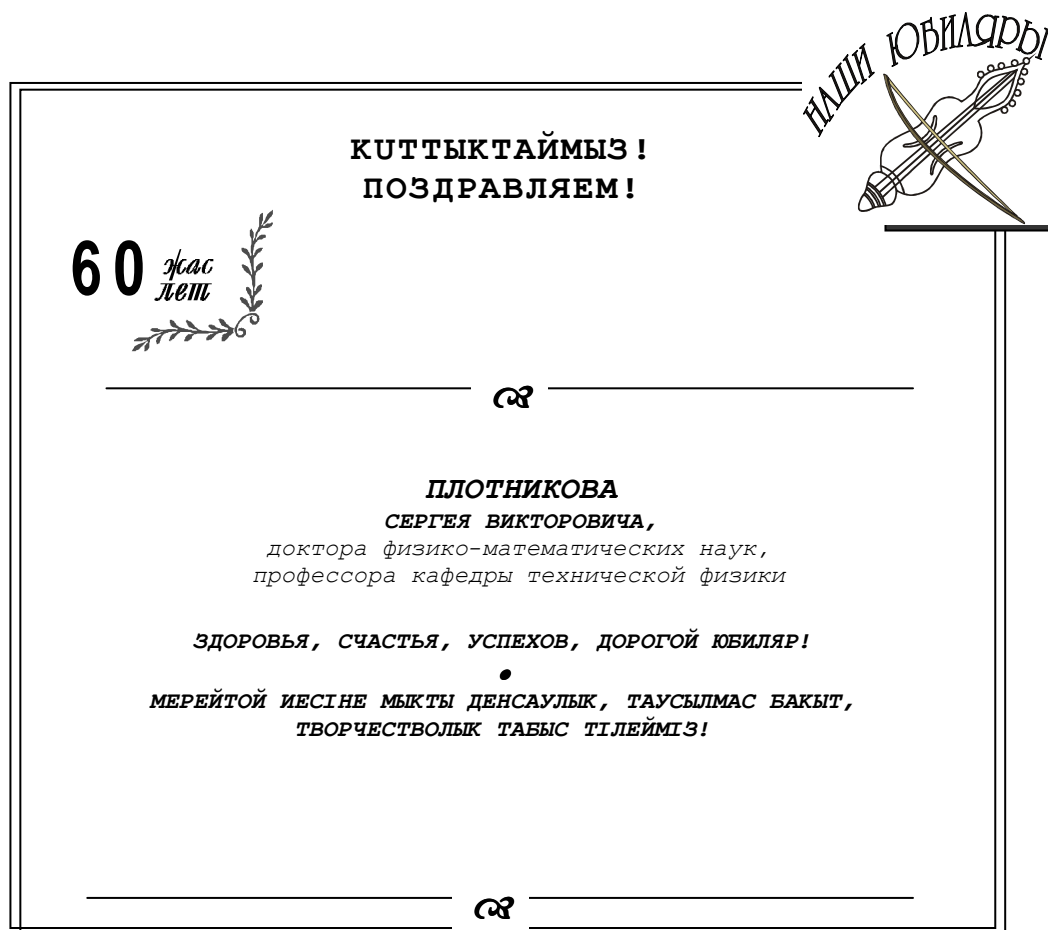 НАШИ ЮБИЛЯРЫ
КUТТЫКТАЙМЫЗ!
ПОЗДРАВЛЯЕМ!
60 жас
лет
ПЛОТНИКОВА
СЕРГЕЯ ВИКТОРОВИЧА,
доктора физико-математических наук,
профессора кафедры технической физики
ЗДОРОВЬЯ, СЧАСТЬЯ, УСПЕХОВ, ДОРОГОЙ ЮБИЛЯР!
•
МЕРЕЙТОЙ ИЕСІНЕ МЫКТЫ ДЕНСАУЛЫК, ТАУСЫЛМАС БАКЫТ,
ТВОРЧЕСТВОЛЫК ТАБЫС ТІЛЕЙМІЗ!